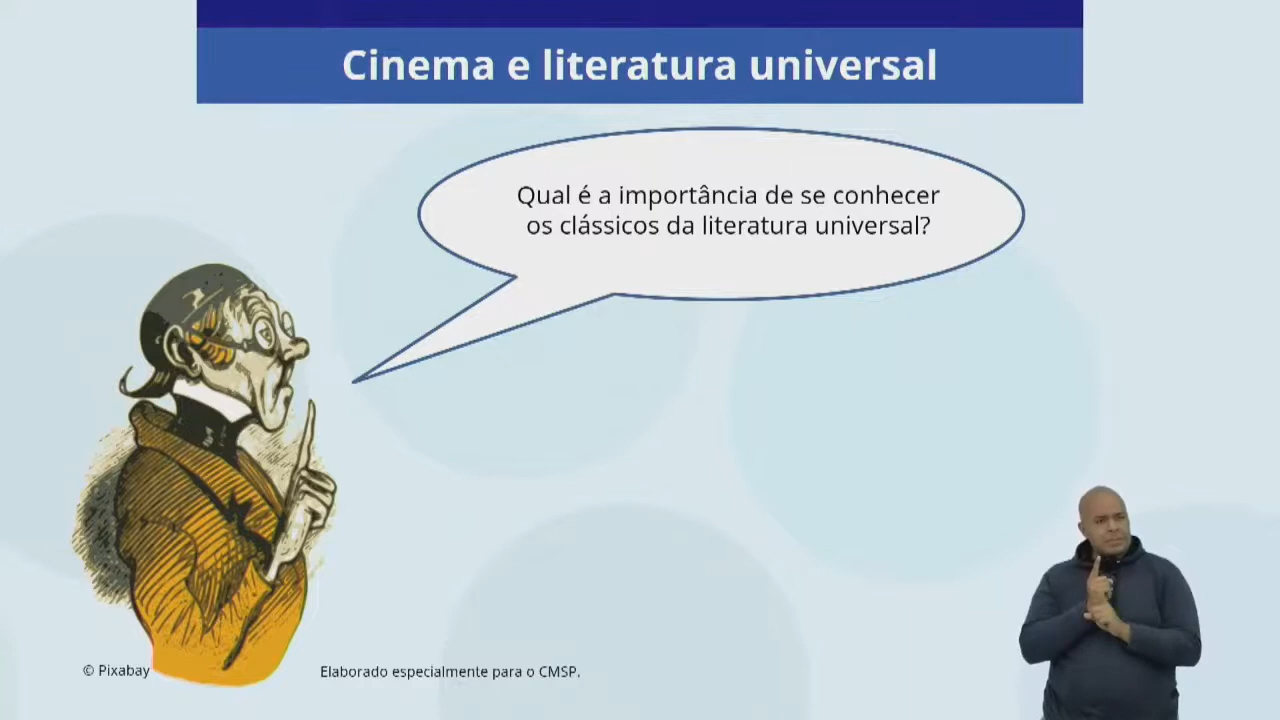 Cinema e literatura universal
Qual é a importância de se conhecer
os clássicos da literatura universal?
© Pixabay
Elaborado especialmente para o CMSP.